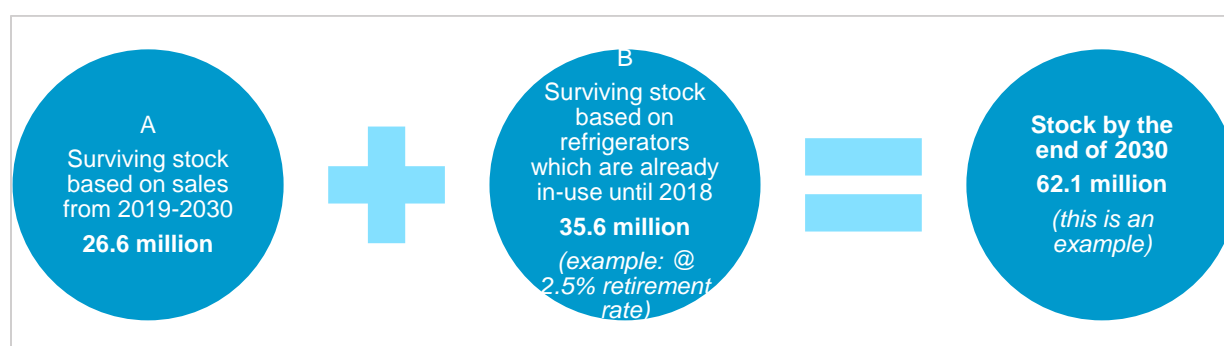 A
Surviving stock
based on sales
from 2019-2030
26.6 million
B
Surviving stock
based on
refrigerators
which are already
in-use until 2018
35.6 million
(example: @
2.5% retirement
rate)
Stock by the
end of 2030
62.1 million
(this is an
example)